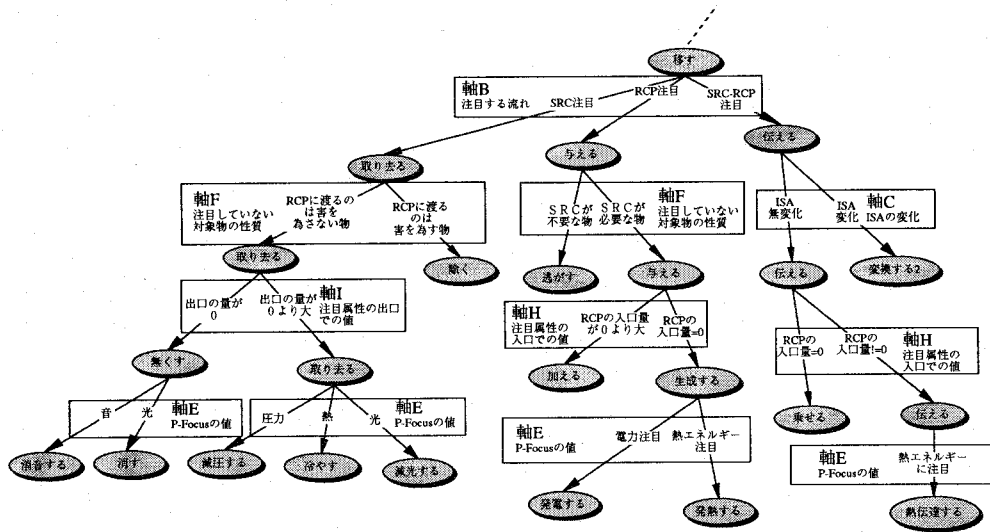 移す
軸B
注目する流れ
SRC注目
RCP注目
SRC-RCP
注目
取り去る
与える
伝える
軸F
注目していない
対象物の性質
RCPに渡るの
は害を
為さない物
RCPに渡る
のは
害を為す物
SRCが
不要な物
SRCが
必要な物
軸F
注目していない
対象物の性質
ISA
無変化
ISA
変化
軸C
ISAの変化
取り去る
除く
逃がす
与える
伝える
変換する2
出口の量が
0
出口の量が
0より大
軸I
注目属性の出口
での値
軸H
注目属性の
入口での値
RCPの入口量
が0より大
RCPの
入口量=0
RCPの
入口量=0
RCPの
入口量!=0
軸H
注目属性の
入口での値
無くす
取り去る
加える
生成する
乗せる
伝える
音
光
軸E
P-Focusの値
圧力
熱
光
軸E
P-Focusの値
軸E
P-Focusの値
電力注目
熱エネルギー
注目
軸E
P-Focusの値
熱エネルギー
に注目
消音する
消す
減圧する
冷やす
減光する
発電する
発熱する
熱伝達する